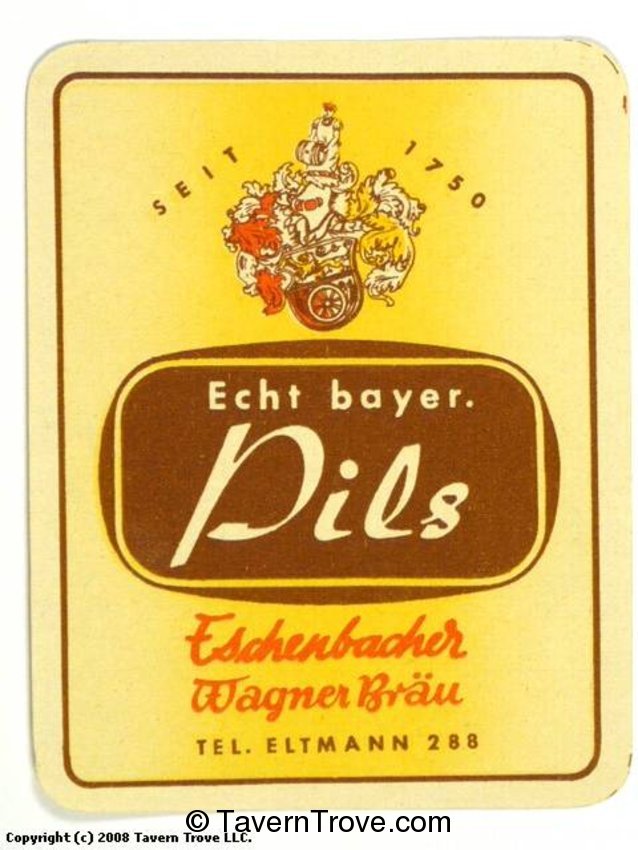 SEIT 1750
Echt bayer.
Pils
Eschenbacher
Wagner Bräu
TEL. ELTMANN 288
© TavernTrove.com
Copyright (c) 2008 Tavern Trove LLC.